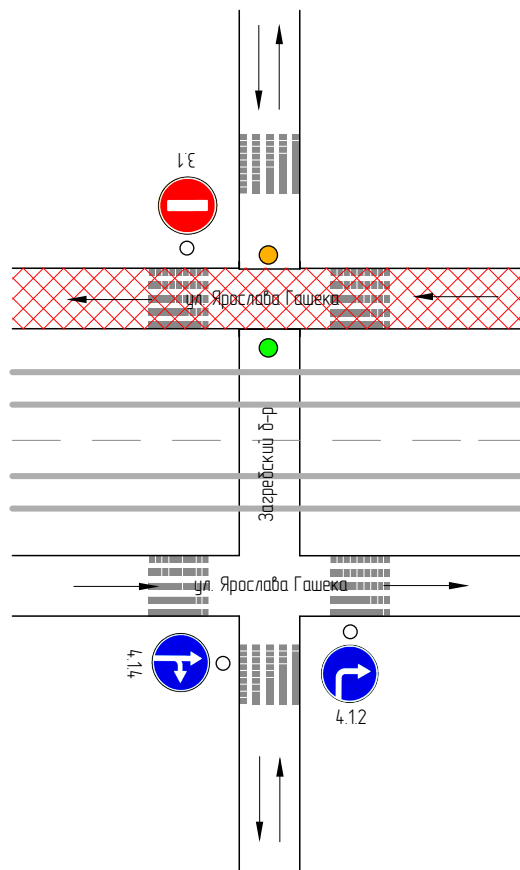 3.1
ул. Ярослава Гашека
Загребский б-р
ул. Ярослава Гашека
4.1.4
4.1.2